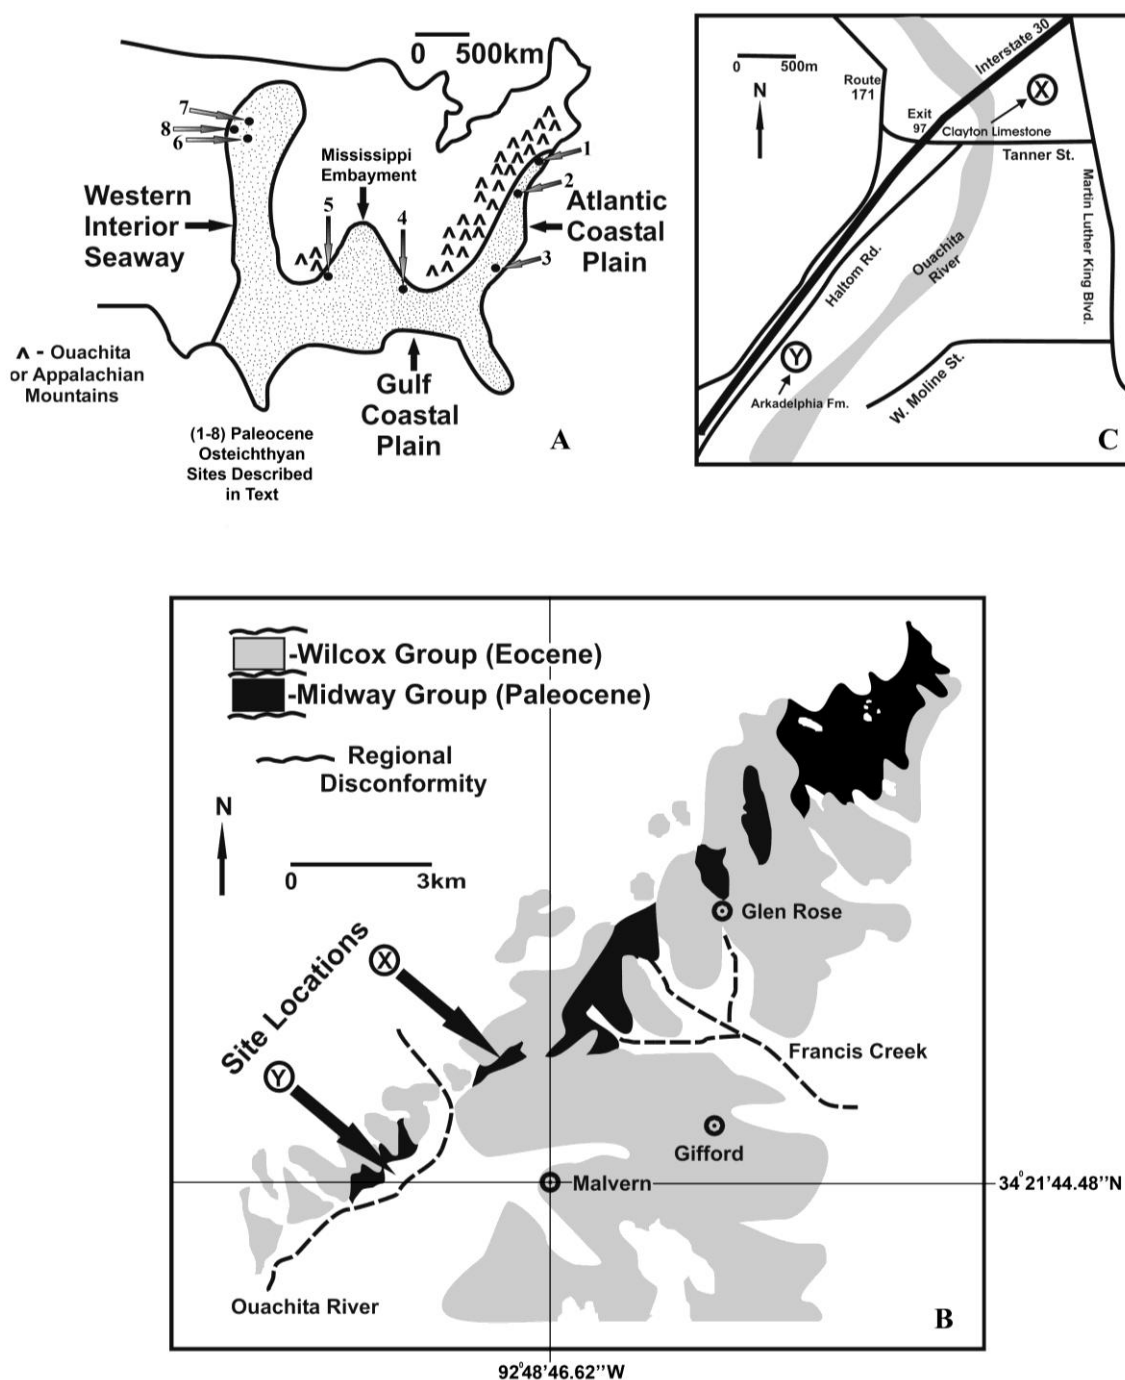 0 500km
7
8
6
Mississippi
Embayment
1
2
Western
Interior
Seaway
5
4
Atlantic
Coastal
Plain
3
ʌ - Ouachita
or Appalachian
Mountains
Gulf
Coastal
Plain
(1-8) Paleocene
Osteichthyan
Sites Described
in Text
A
0 500m
N
Route
171
Interstate 30
Exit
97
X
Clayton Limestone
Tanner St.
Martin Luther King Blvd.
Ouachita
River
Haltom Rd.
Y
Arkadelphia Fm.
W. Moline St.
C
-Wilcox Group (Eocene)
-Midway Group (Paleocene)
Regional
Disconformity
N
0 3km
Glen Rose
Site Locations
X
Y
Francis Creek
Gifford
Malvern
34°21'44.48''N
Ouachita River
B
92°48'46.62''W